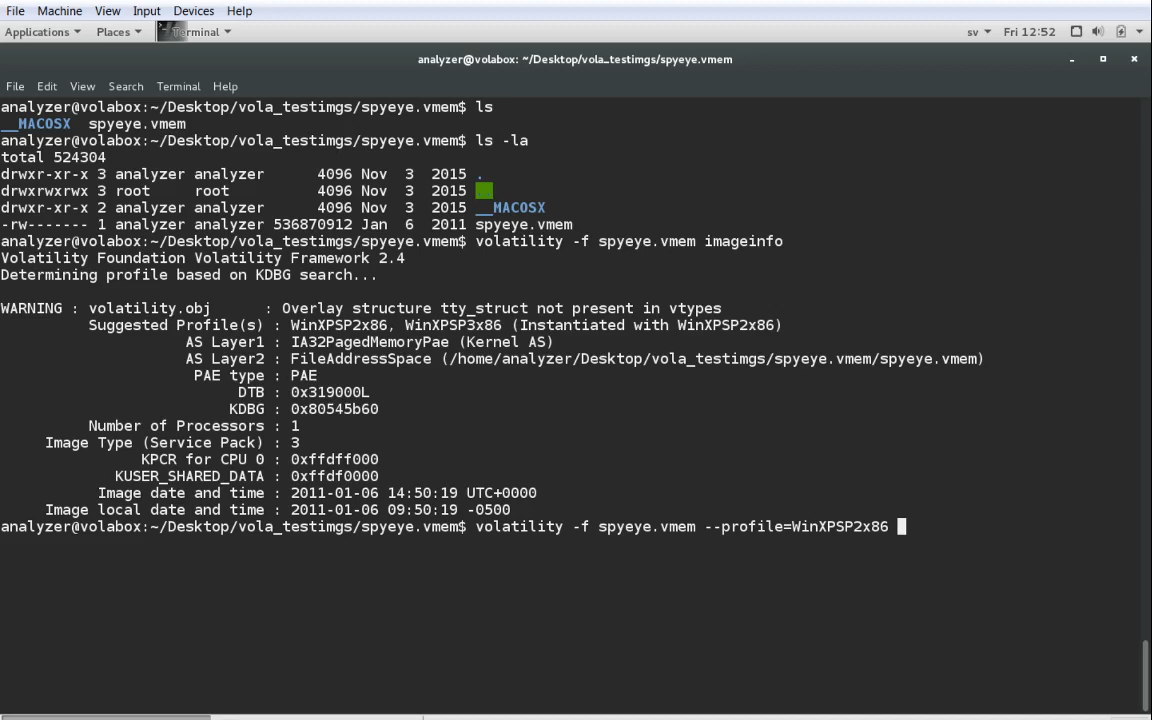 File Machine View Input Devices Help
Applications Places Terminal sv Fri 12:52
analyzer@volabox: ~/Desktop/vola_testimgs/spyeye.vmem
File Edit View Search Terminal Help
analyzer@volabox:~/Desktop/vola_testimgs/spyeye.vmem$ ls
__MACOSX  spyeye.vmem
analyzer@volabox:~/Desktop/vola_testimgs/spyeye.vmem$ ls -la
total 524304
drwxr-xr-x 3 analyzer analyzer      4096 Nov  3  2015 .
drwxrwxrwx 3 root     root          4096 Nov  3  2015
drwxr-xr-x 2 analyzer analyzer      4096 Nov  3  2015 __MACOSX
-rw------- 1 analyzer analyzer 536870912 Jan  6  2011 spyeye.vmem
analyzer@volabox:~/Desktop/vola_testimgs/spyeye.vmem$ volatility -f spyeye.vmem imageinfo
Volatility Foundation Volatility Framework 2.4
Determining profile based on KDBG search...
WARNING : volatility.obj      : Overlay structure tty_struct not present in vtypes
Suggested Profile(s) : WinXPSP2x86, WinXPSP3x86 (Instantiated with WinXPSP2x86)
AS Layer1 : IA32PagedMemoryPae (Kernel AS)
AS Layer2 : FileAddressSpace (/home/analyzer/Desktop/vola_testimgs/spyeye.vmem/spyeye.vmem)
PAE type : PAE
DTB : 0x319000L
KDBG : 0x80545b60
Number of Processors : 1
Image Type (Service Pack) : 3
KPCR for CPU 0 : 0xffdff000
KUSER_SHARED_DATA : 0xffdf0000
Image date and time : 2011-01-06 14:50:19 UTC+0000
Image local date and time : 2011-01-06 09:50:19 -0500
analyzer@volabox:~/Desktop/vola_testimgs/spyeye.vmem$ volatility -f spyeye.vmem --profile=WinXPSP2x86